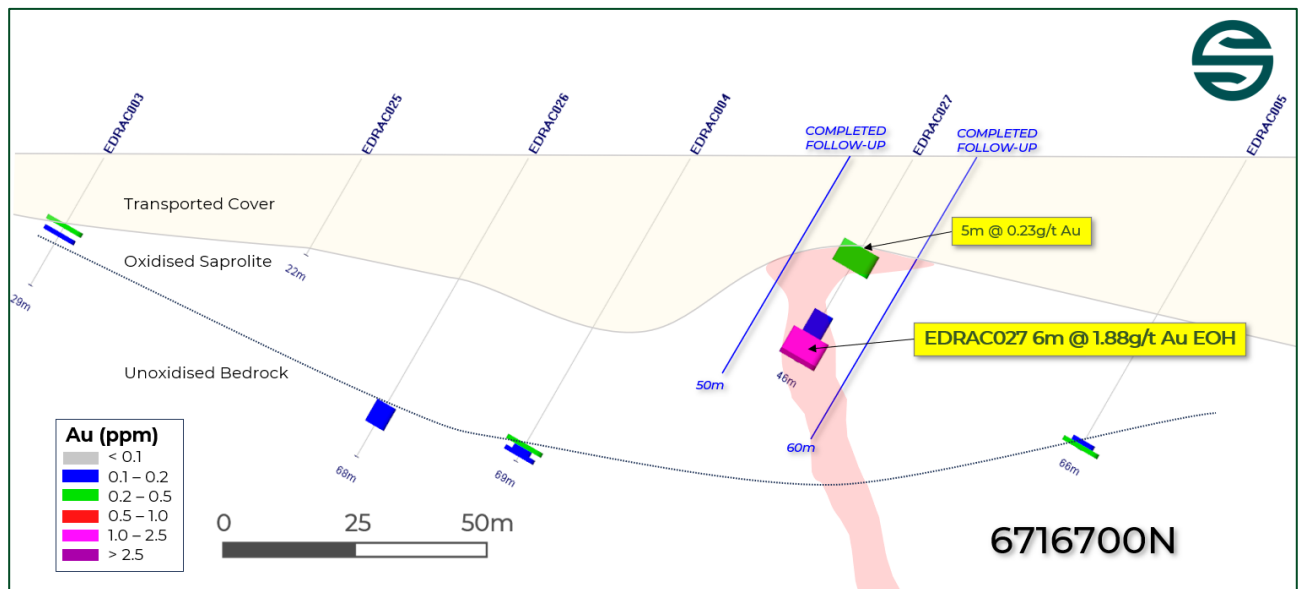 EDRAC003
EDRAC025
EDRAC026
EDRAC004
COMPLETED
FOLLOW-UP
EDRAC027
COMPLETED
FOLLOW-UP
EDRAC005
Transported Cover
5m @ 0.23g/t Au
Oxidised Saprolite
22m
29m
EDRAC027 6m @ 1.88g/t Au EOH
Unoxidised Bedrock
46m
50m
60m
68m
69m
66m
Au (ppm)
< 0.1
0.1 – 0.2
0.2 – 0.5
0.5 – 1.0
1.0 – 2.5
> 2.5
0 25 50m
6716700N